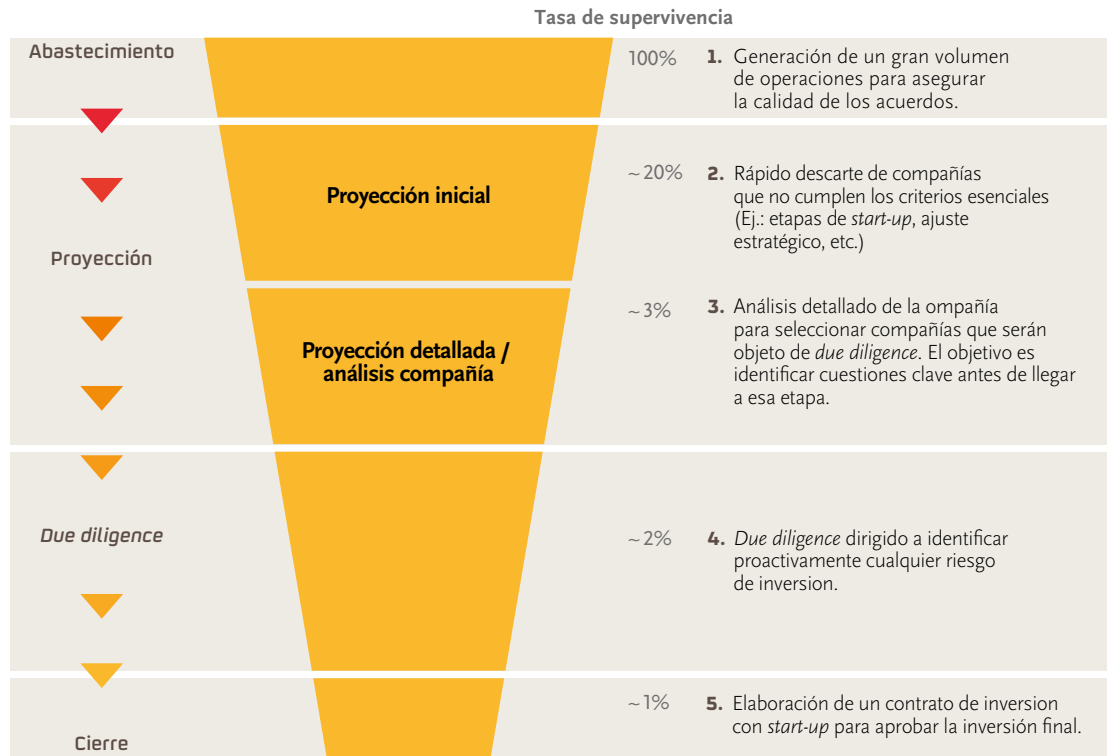 Tasa de supervivencia
Abastecimiento
100%
1. Generación de un gran volumen
de operaciones para asegurar
la calidad de los acuerdos.
Proyección
Proyección inicial
~20%
2. Rápido descarte de compañías
que no cumplen los criterios esenciales
(Ej.: etapas de start-up, ajuste
estratégico, etc.)
Proyección detallada /
análisis compañía
~3%
3. Análisis detallado de la ompañía
para seleccionar compañías que serán
objeto de due diligence. El objetivo es
identificar cuestiones clave antes de llegar
a esa etapa.
Due diligence
~2%
4. Due diligence dirigido a identificar
proactivamente cualquier riesgo
de inversion.
Cierre
~1%
5. Elaboración de un contrato de inversion
con start-up para aprobar la inversión final.